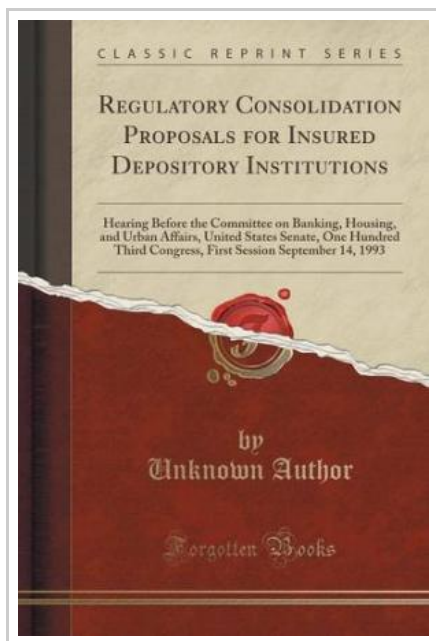 CLASSIC REPRINT SERIES
REGULATORY CONSOLIDATION
PROPOSALS FOR INSURED
DEPOSITORY INSTITUTIONS
Hearing Before the Committee on Banking, Housing,
and Urban Affairs, United States Senate, One Hundred
Third Congress, First Session September 14, 1993
by
Unknown Author
Forgotten Books